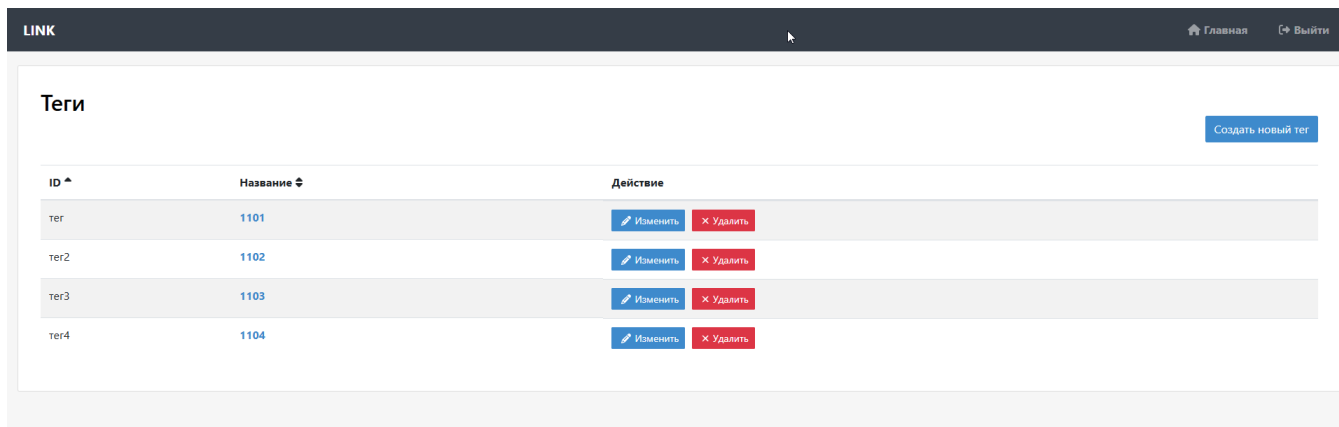 LINK Главная Выйти
Теги
Создать новый тег
ID Название Действие
тег 1101 Изменить Удалить
тег2 1102 Изменить Удалить
тег3 1103 Изменить Удалить
тег4 1104 Изменить Удалить